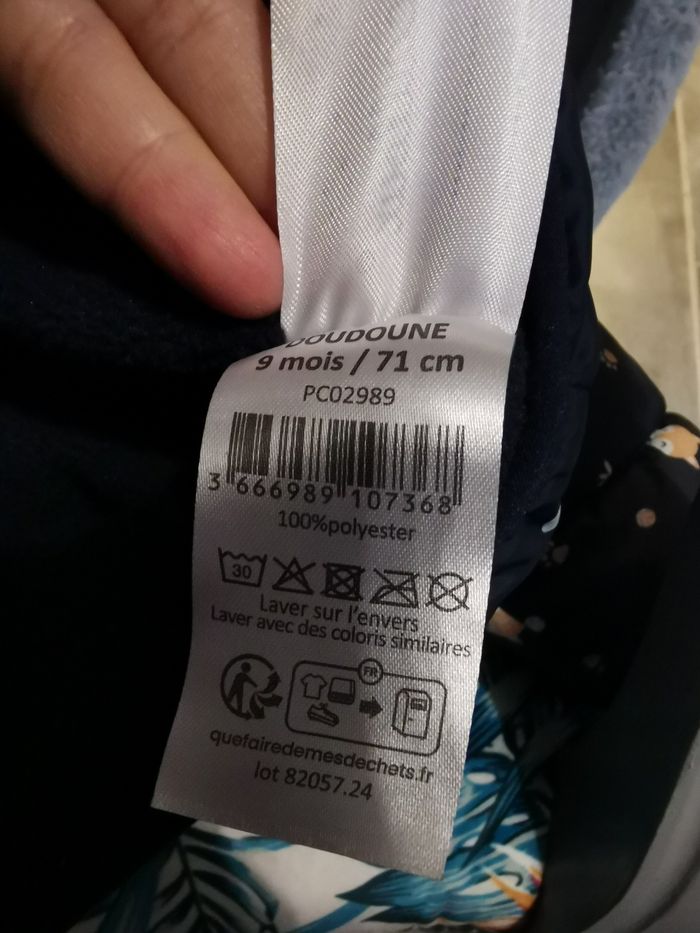 DOUDOUNE
9 mois / 71 cm
PC02989
3 666989 107368
100%polyester
30
Laver sur l'envers
Laver avec des coloris similaires
FR
quefairedemesdechets.fr
lot 82057.24